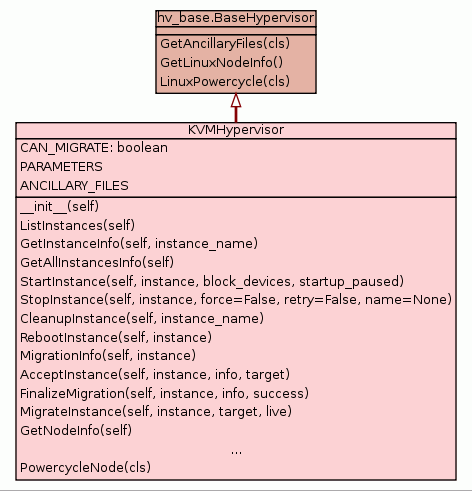 hv_base.BaseHypervisor
GetAncillaryFiles(cls)
GetLinuxNodeInfo()
LinuxPowercycle(cls)
KVMHypervisor
CAN_MIGRATE: boolean
PARAMETERS
ANCILLARY_FILES
__init__(self)
ListInstances(self)
GetInstanceInfo(self, instance_name)
GetAllInstancesInfo(self)
StartInstance(self, instance, block_devices, startup_paused)
StopInstance(self, instance, force=False, retry=False, name=None)
CleanupInstance(self, instance_name)
RebootInstance(self, instance)
MigrationInfo(self, instance)
AcceptInstance(self, instance, info, target)
FinalizeMigration(self, instance, info, success)
MigrateInstance(self, instance, target, live)
GetNodeInfo(self)
...
PowercycleNode(cls)